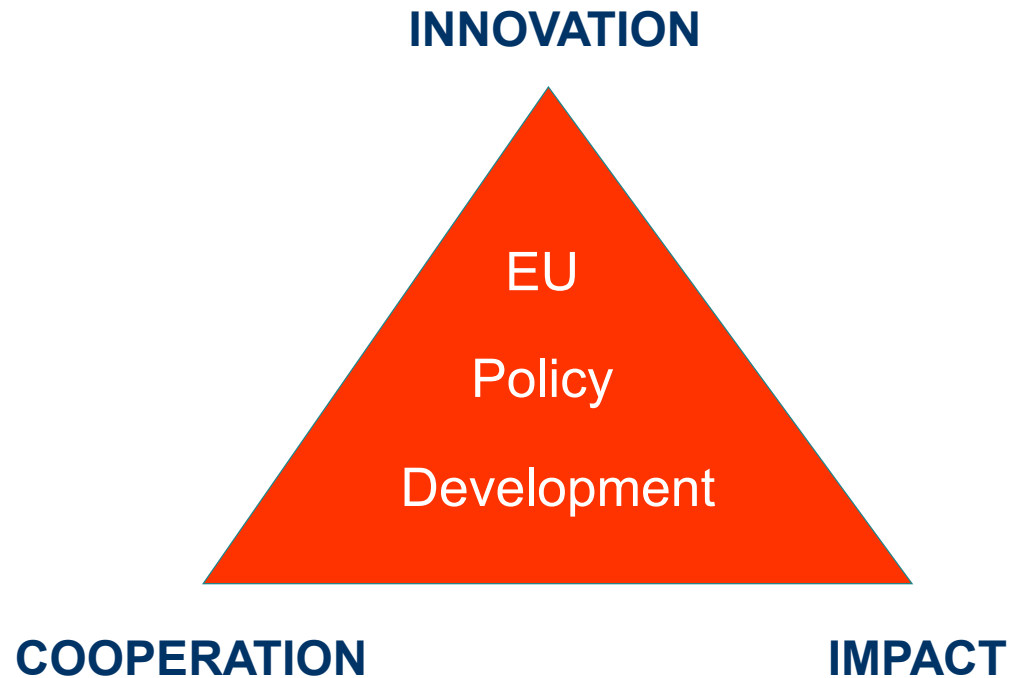 INNOVATION
EU
Policy
Development
COOPERATION
IMPACT